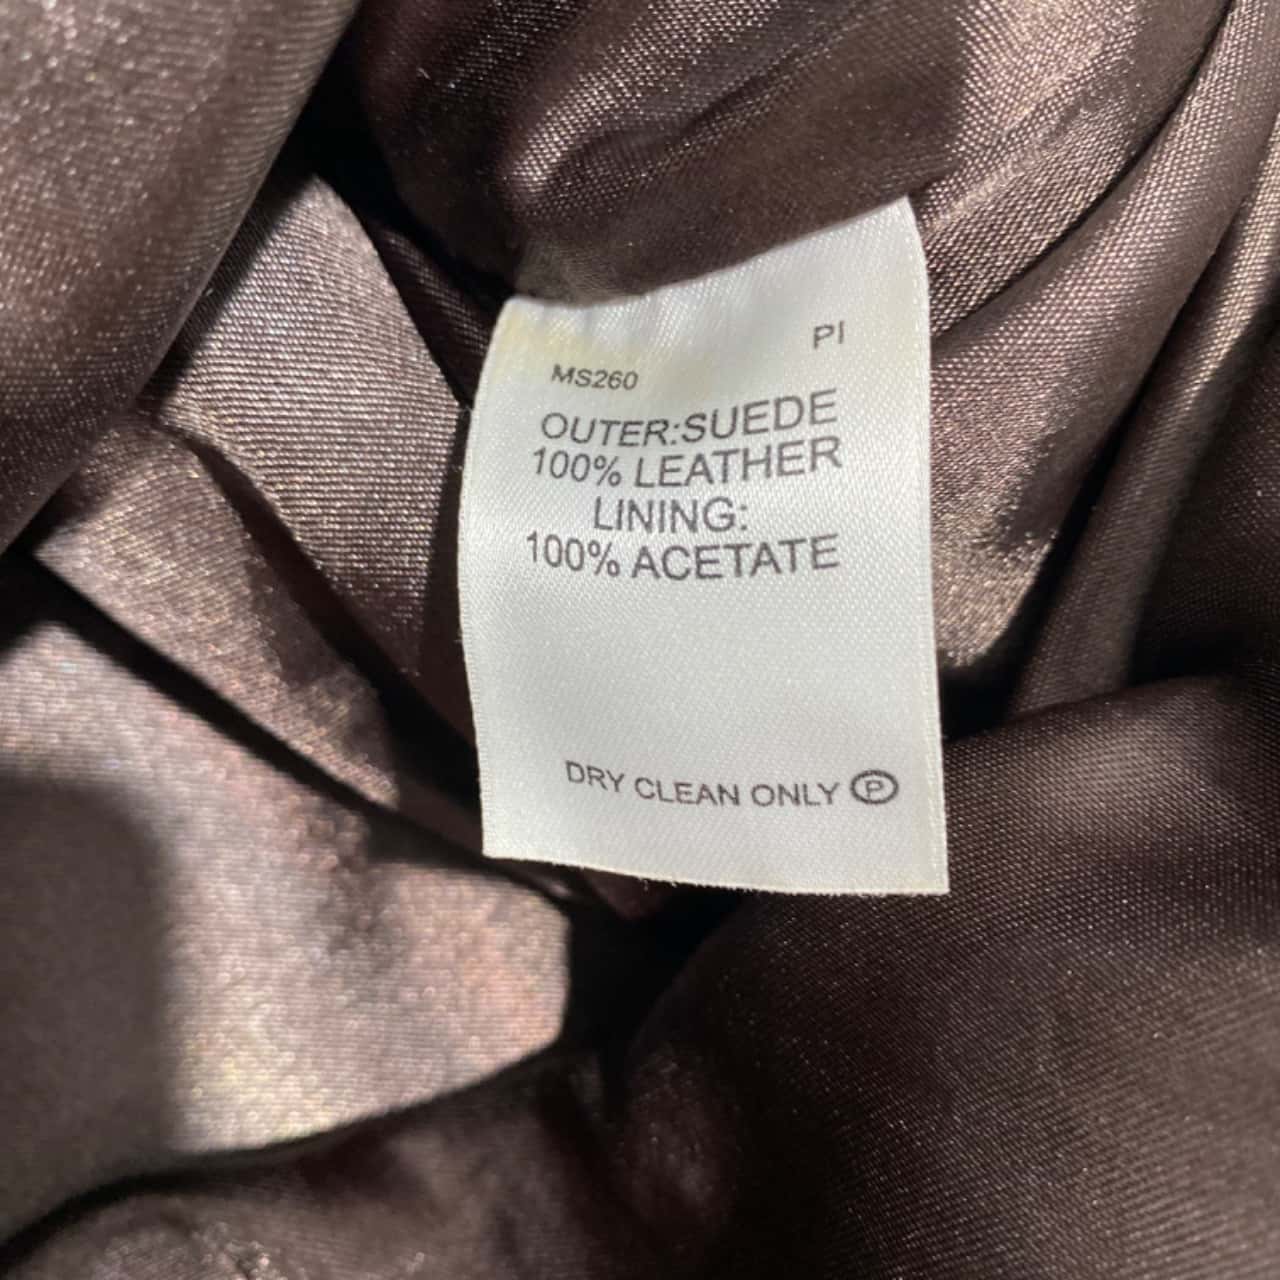 PI
MS260
OUTER:SUEDE
100% LEATHER
LINING:
100% ACETATE
DRY CLEAN ONLY Ⓟ